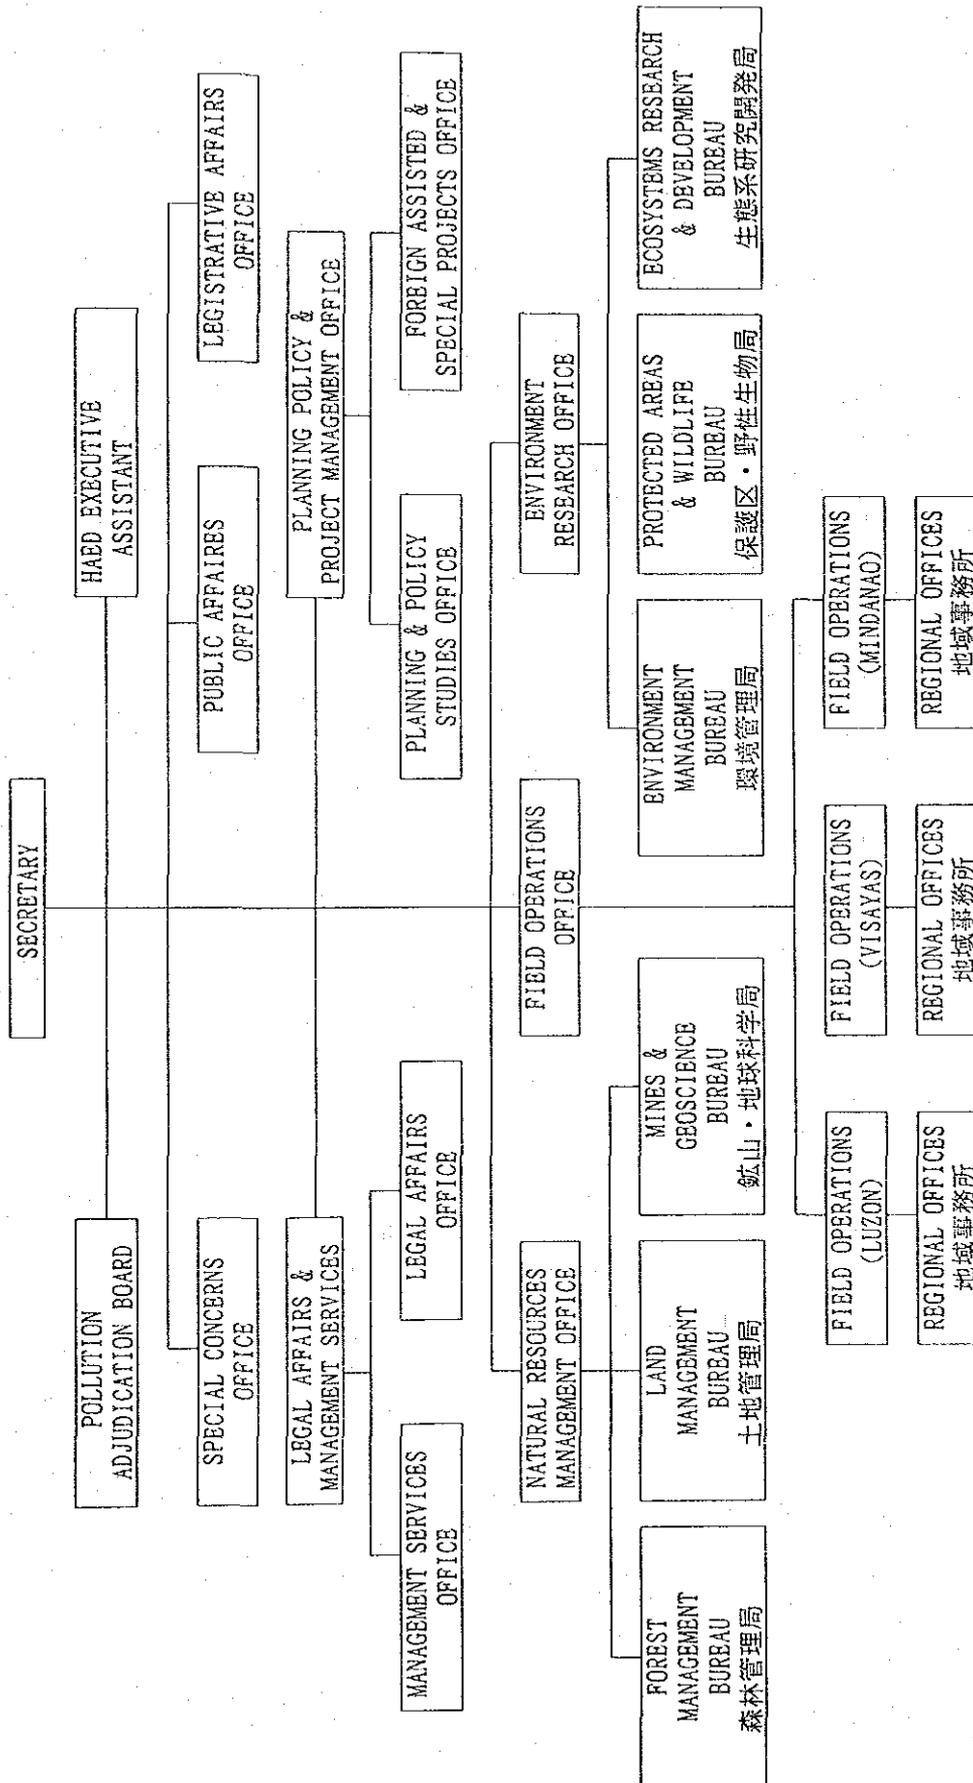 SECRETARY
POLLUTION
ADJUDICATION BOARD
HAED EXECUTIVE
ASSISTANT
SPECIAL CONCERNS
OFFICE
PUBLIC AFFAIRES
OFFICE
LEGISTRATIVE AFFAIRS
OFFICE
LEGAL AFFAIRS &
MANAGEMENT SERVICES
PLANNING POLICY &
PROJECT MANAGEMENT OFFICE
MANAGEMENT SERVICES
OFFICE
LEGAL AFFAIRS
OFFICE
PLANNING & POLICY
STUDIES OFFICE
FORBIGN ASSISTED &
SPECIAL PROJECTS OFFICE
NATURAL RESOURCES
MANAGEMENT OFFICE
FIELD OPERATIONS
OFFICE
ENVIRONMENT
RESEARCH OFFICE
FOREST
MANAGEMENT
BUREAU
森林管理局
LAND
MANAGEMENT
BUREAU
土地管理局
MINES &
GEOSCIENCE
BUREAU
鉱山・地球科学局
ENVIRONMENT
MANAGEMENT
BUREAU
環境管理局
PROTECTED AREAS
& WILDLIFE
BUREAU
保護区・野性生物局
ECOSYSTEMS RESEARCH
& DEVELOPMENT
BUREAU
生態系研究開発局
FIELD OPERATIONS
(LUZON)
FIELD OPERATIONS
(VISAYAS)
FIELD OPERATIONS
(MINDANAO)
REGIONAL OFFICES
地域事務所
REGIONAL OFFICES
地域事務所
REGIONAL OFFICES
地域事務所